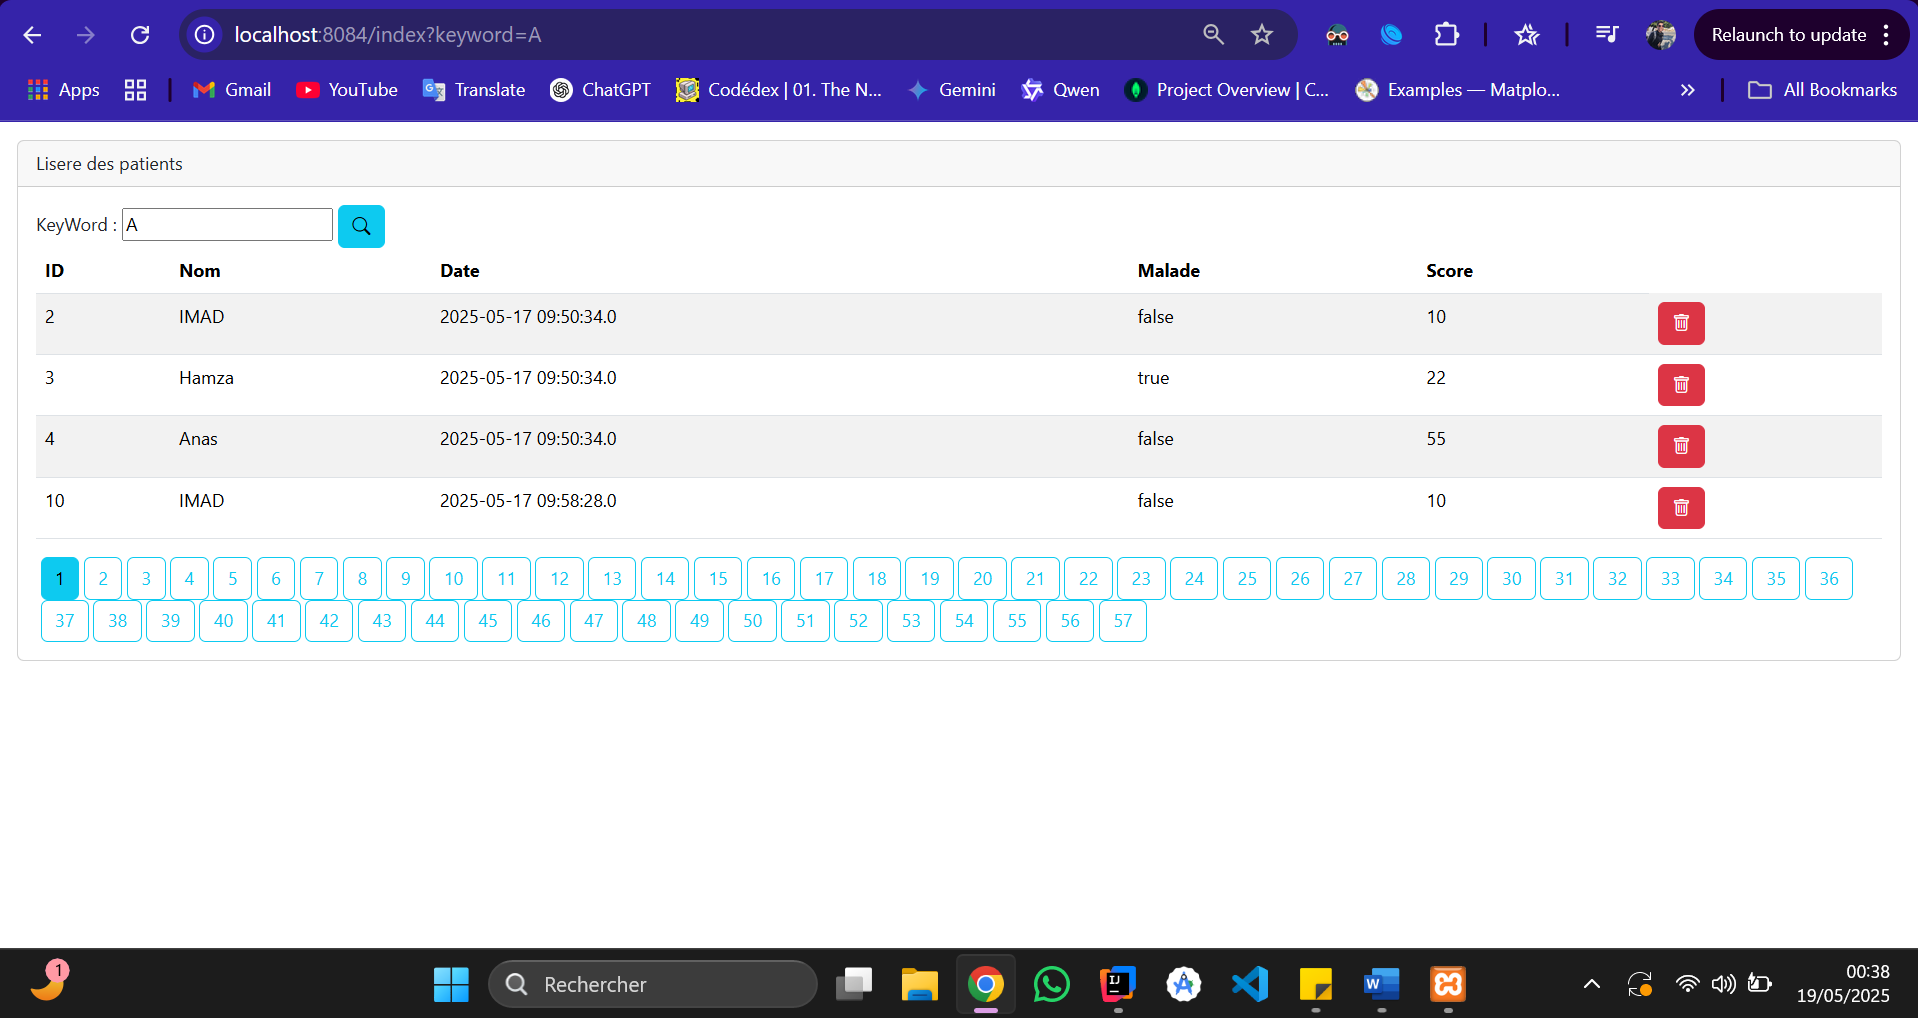 localhost:8084/index?keyword=A
Relaunch to update
Apps
Gmail
YouTube
Translate
ChatGPT
Codédex | 01. The N...
Gemini
Qwen
Project Overview | C...
Examples — Matplo...
All Bookmarks
Lisere des patients
KeyWord : A
ID Nom Date Malade Score
2 IMAD 2025-05-17 09:50:34.0 false 10
3 Hamza 2025-05-17 09:50:34.0 true 22
4 Anas 2025-05-17 09:50:34.0 false 55
10 IMAD 2025-05-17 09:58:28.0 false 10
1 2 3 4 5 6 7 8 9 10 11 12 13 14 15 16 17 18 19 20 21 22 23 24 25 26 27 28 29 30 31 32 33 34 35 36
37 38 39 40 41 42 43 44 45 46 47 48 49 50 51 52 53 54 55 56 57
1
Rechercher
IJ
W
00:38
19/05/2025